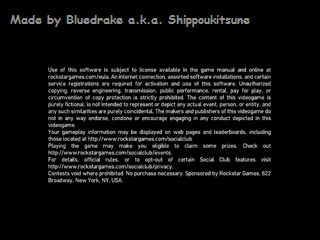 Made by Bluedrake a.k.a. Shippoukitsune
Use of this software is subject to license available in the game manual and online at
rockstargames.com/eula. An internet connection, assorted software installations, and certain
service registrations are required for activation and use of this software. Unauthorized
copying, reverse engineering, transmission, public performance, rental, pay for play, or
circumvention of copy protection is strictly prohibited. The content of this videogame is
purely fictional, is not intended to represent or depict any actual event, person, or entity, and
any such similarities are purely coincidental. The makers and publishers of this videogame do
not in any way endorse, condone or encourage engaging in any conduct depicted in this
videogame.
Your gameplay information may be displayed on web pages and leaderboards, including
those located at http://www.rockstargames.com/socialclub.
Playing the game may make you eligible to claim some prizes. Check out
http://www.rockstargames.com/socialclub/events.
For details, official rules, or to opt-out of certain Social Club features visit
http://www.rockstargames.com/socialclub/privacy.
Contests void where prohibited. No purchase necessary. Sponsored by Rockstar Games, 622
Broadway, New York, NY, USA.